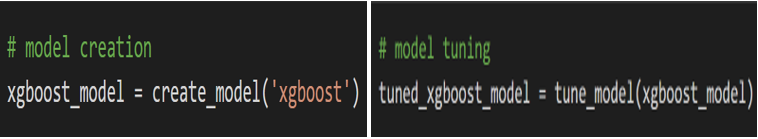 # model creation
xgboost_model = create_model('xgboost')
# model tuning
tuned_xgboost_model = tune_model(xgboost_model)